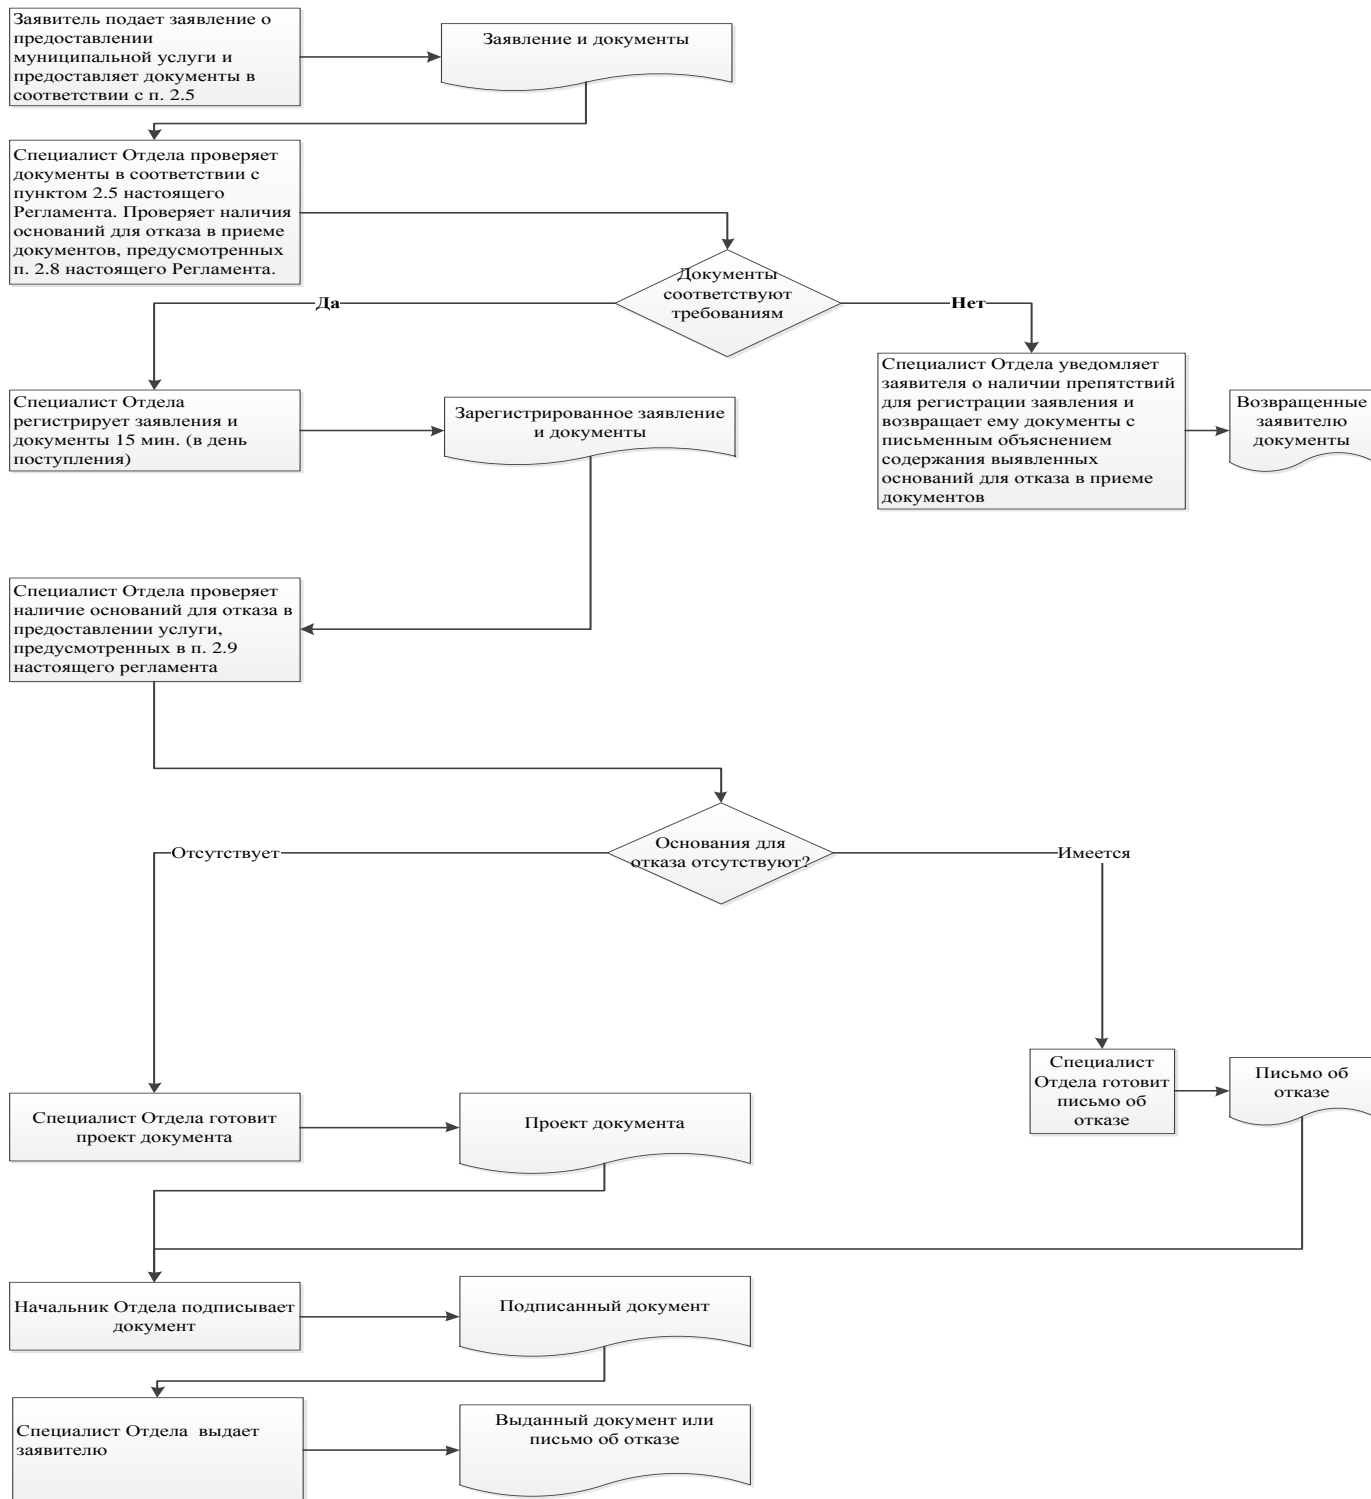 Заявитель подает заявление о
предоставлении
муниципальной услуги и
предоставляет документы в
соответствии с п. 2.5
Заявление и документы
Специалист Отдела проверяет
документы в соответствии с
пунктом 2.5 настоящего
Регламента. Проверяет наличия
оснований для отказа в приеме
документов, предусмотренных
п. 2.8 настоящего Регламента.
Документы
соответствуют
требованиям
Да
Нет
Специалист Отдела
регистрирует заявления и
документы 15 мин. (в день
поступления)
Зарегистрированное заявление
и документы
Специалист Отдела уведомляет
заявителя о наличии препятствий
для регистрации заявления и
возвращает ему документы с
письменным объяснением
содержания выявленных
оснований для отказа в приеме
документов
Возвращенные
заявителю
документы
Специалист Отдела проверяет
наличие оснований для отказа в
предоставлении услуги,
предусмотренных в п. 2.9
настоящего регламента
Основания для
отказа отсутствуют?
Отсутствует
Имеется
Специалист
Отдела готовит
письмо об
отказе
Письмо об
отказе
Специалист Отдела готовит
проект документа
Проект документа
Начальник Отдела подписывает
документ
Подписанный документ
Специалист Отдела  выдает
заявителю
Выданный документ или
письмо об отказе